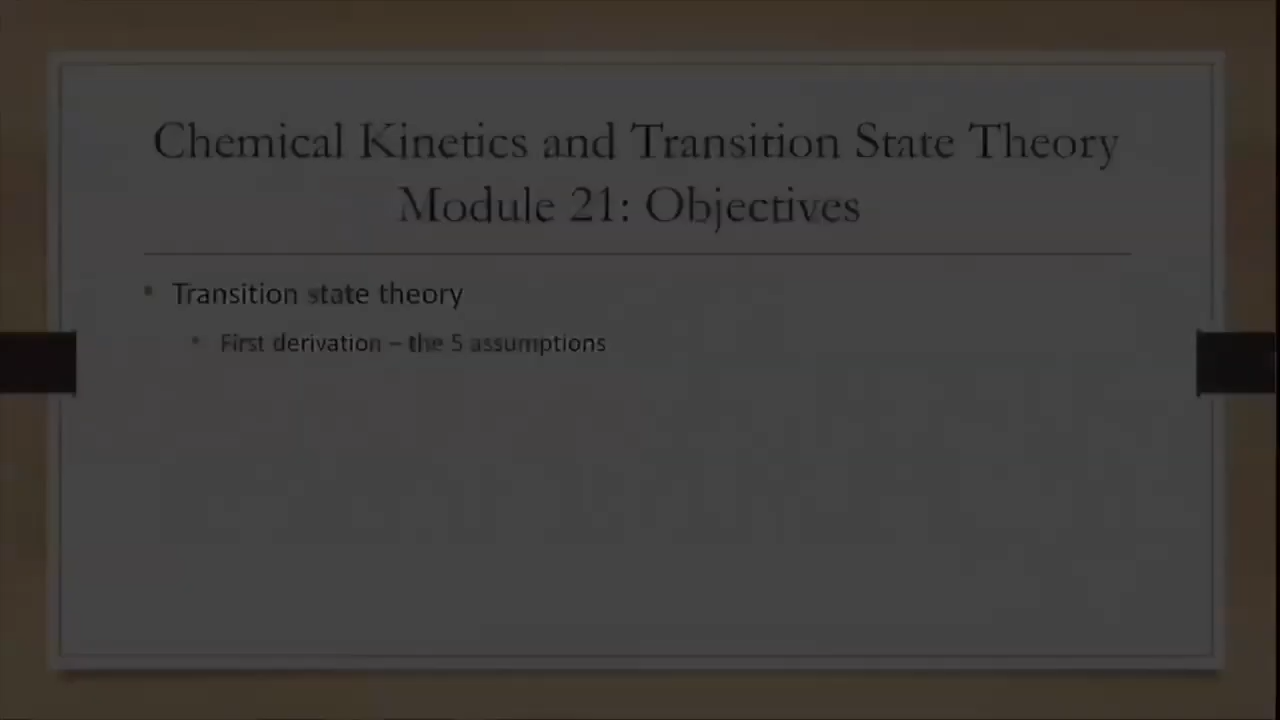 Chemical Kinetics and Transition State Theory
Module 21: Objectives
Transition state theory
First derivation – the 5 assumptions